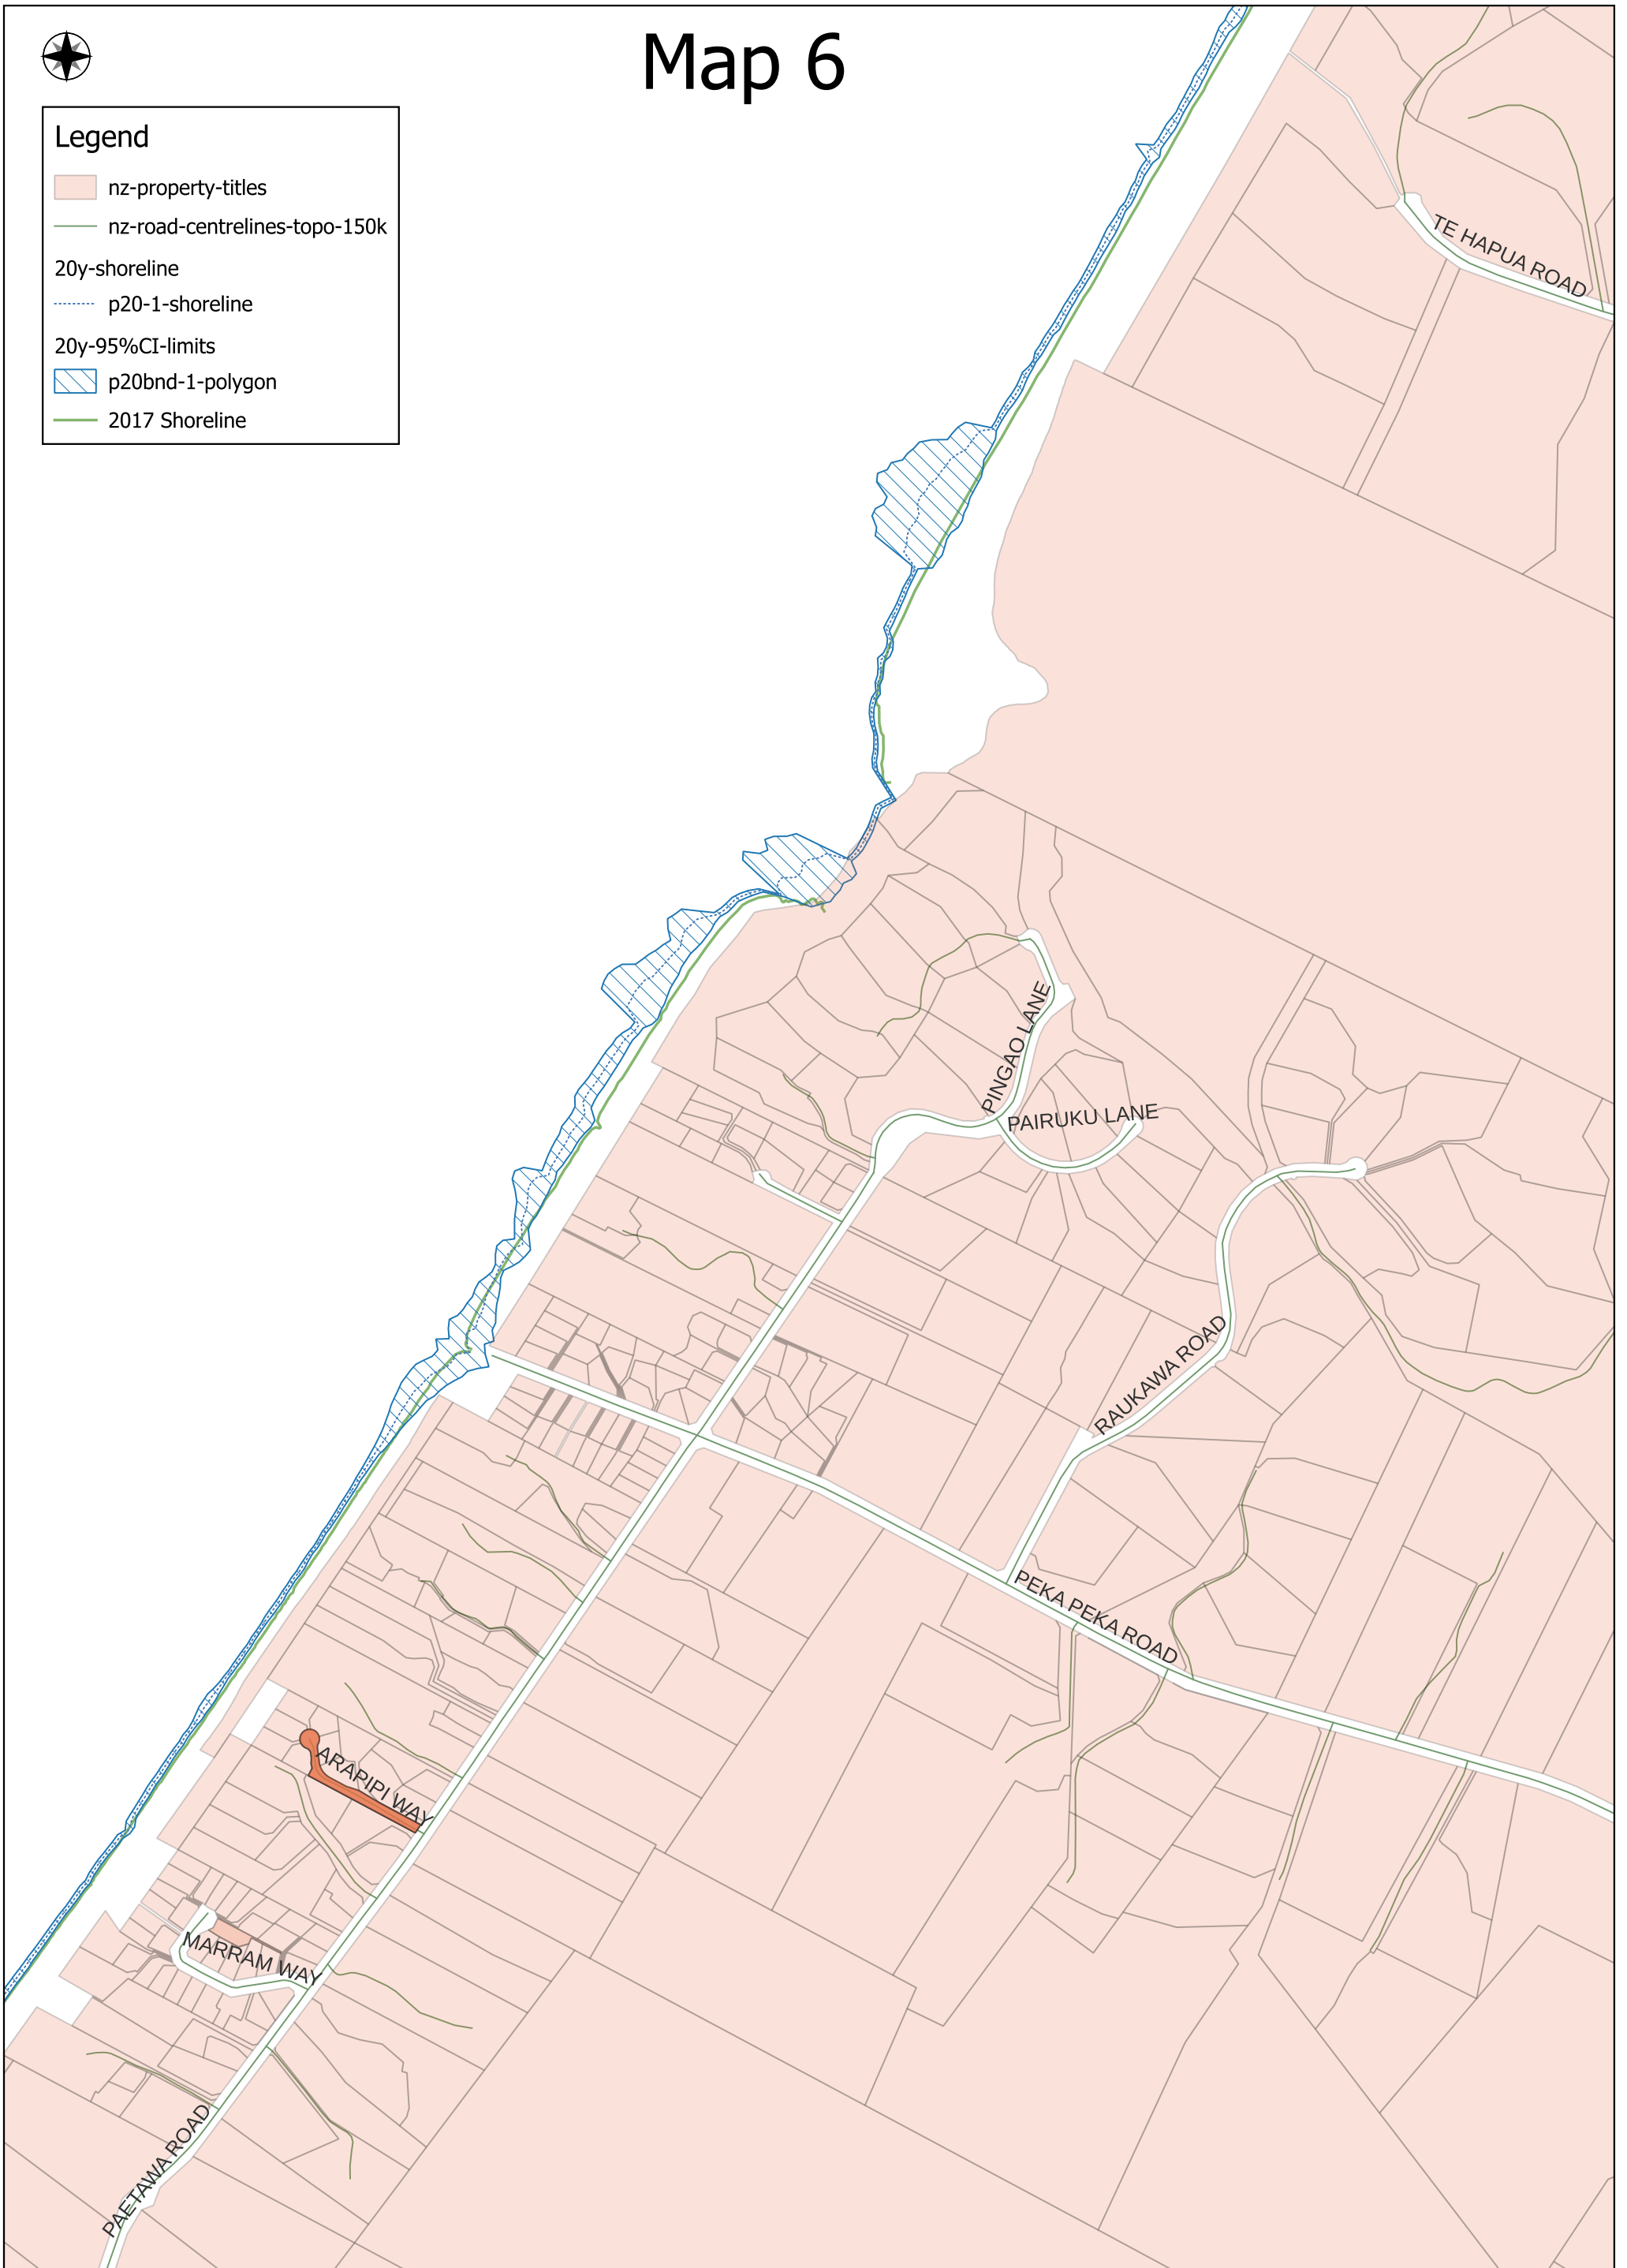 Map 6
Legend
nz-property-titles
nz-road-centrelines-topo-150k
20y-shoreline
p20-1-shoreline
20y-95%CI-limits
p20bnd-1-polygon
2017 Shoreline
TE HAPUA ROAD
PINGAO LANE
PAIRUKU LANE
RAUKAWA ROAD
PEKA PEKA ROAD
ARAPIPI WAY
MARRAM WAY
PAETAWA ROAD